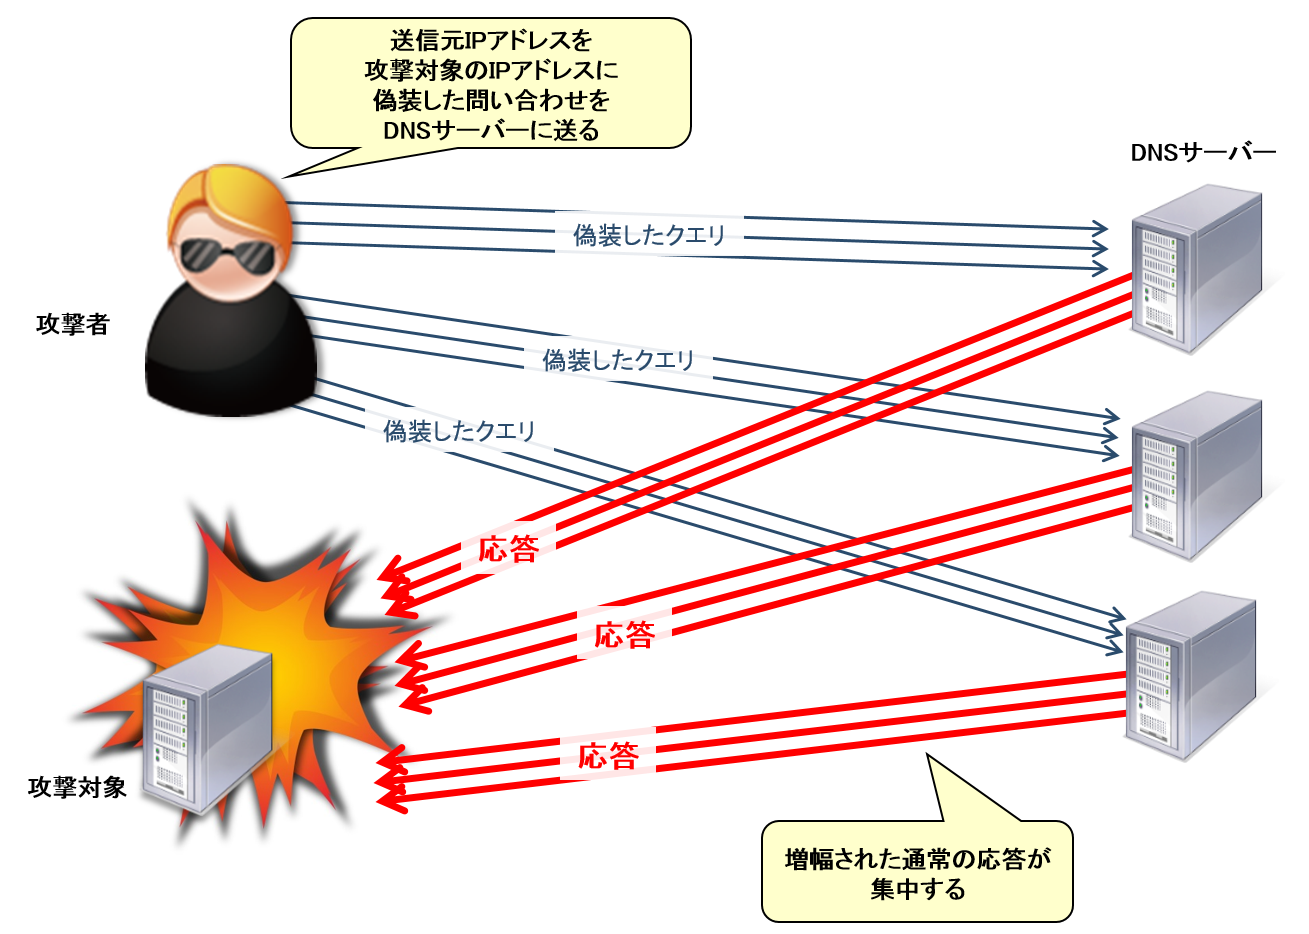 送信元IPアドレスを
攻撃対象のIPアドレスに
偽装した問い合わせを
DNSサーバーに送る
DNSサーバー
偽装したクエリ
攻撃者
偽装したクエリ
偽装したクエリ
応答
応答
応答
攻撃対象
増幅された通常の応答が
集中する